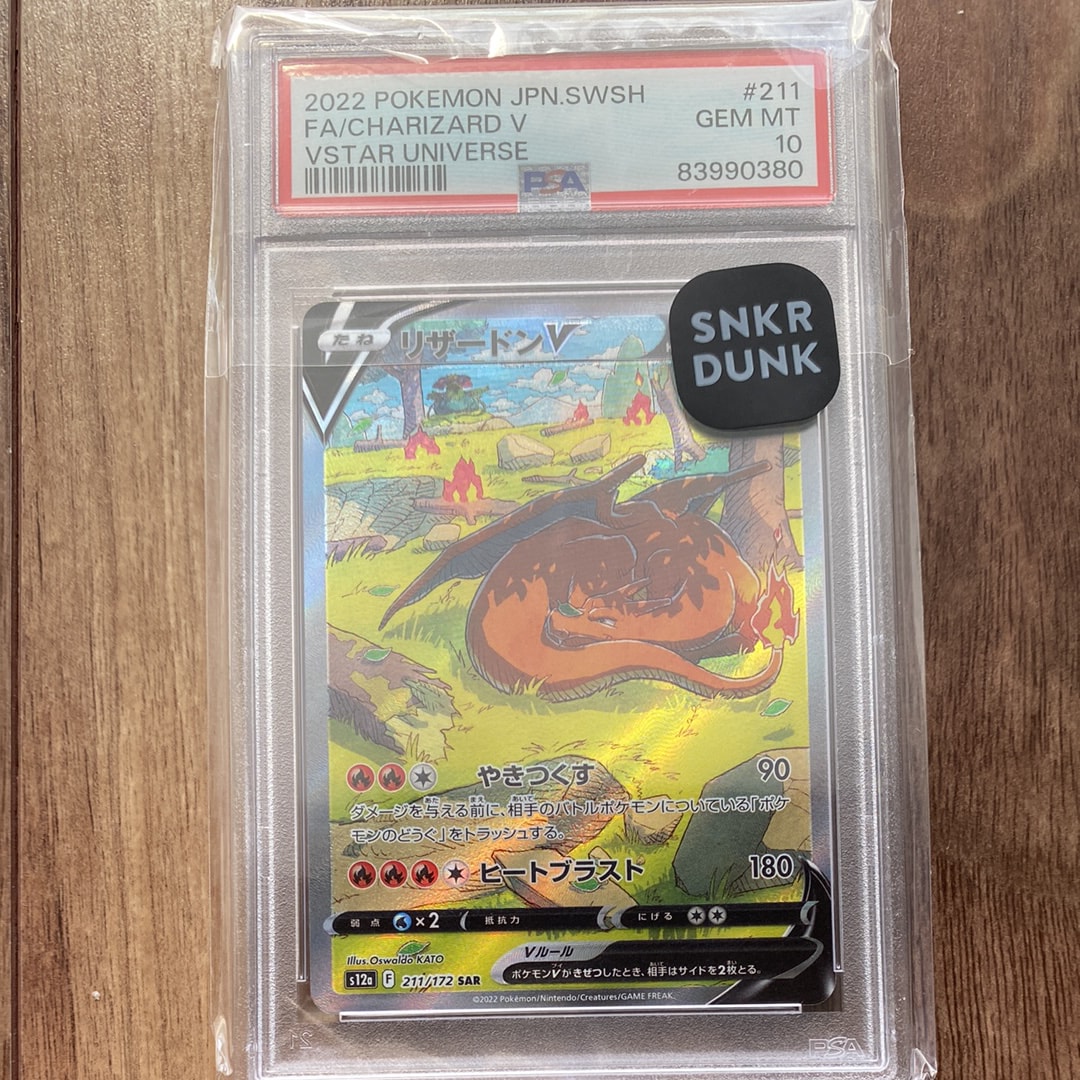 2022 POKEMON JPN.SWSH #211
FA/CHARIZARD V GEM MT
VSTAR UNIVERSE 10
PSA 83990380
SNKR
DUNK
たね リザードンV
やきつくす 90
ダメージを与える前に、相手のバトルポケモンについている「ポケ
モンのどうぐ」をトラッシュする。
ヒートブラスト 180
弱点 ×2 抵抗力 にげる
Vルール
ポケモンVがきぜつしたとき、相手はサイドを2枚とる。
Illus.Oswaldo KATO
s12a F 211/172 SAR
©2022 Pokémon/Nintendo/Creatures/GAME FREAK.
PSA